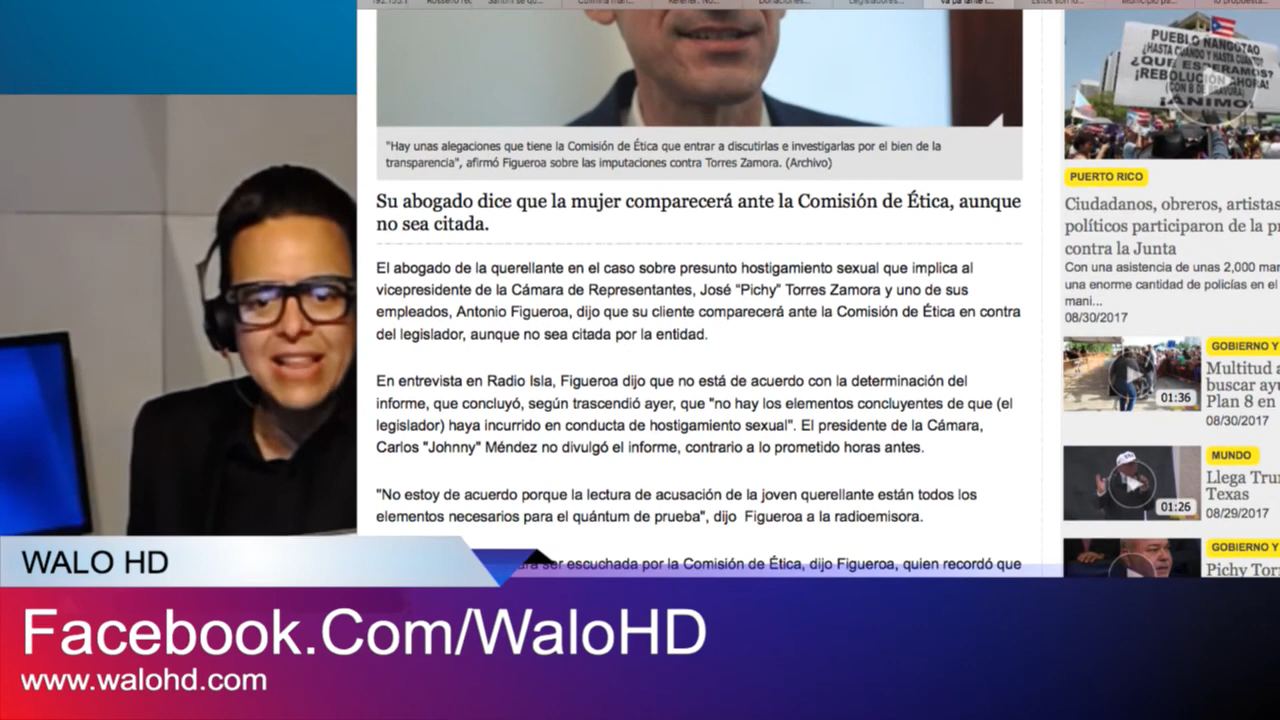 "Hay unas alegaciones que tiene la Comisión de Ética que entrar a discutirlas e investigarlas por el bien de la
transparencia", afirmó Figueroa sobre las imputaciones contra Torres Zamora. (Archivo)
Su abogado dice que la mujer comparecerá ante la Comisión de Ética, aunque
no sea citada.
El abogado de la querellante en el caso sobre presunto hostigamiento sexual que implica al
vicepresidente de la Cámara de Representantes, José "Pichy" Torres Zamora y uno de sus
empleados, Antonio Figueroa, dijo que su cliente comparecerá ante la Comisión de Ética en contra
del legislador, aunque no sea citada por la entidad.
En entrevista en Radio Isla, Figueroa dijo que no está de acuerdo con la determinación del
informe, que concluyó, según trascendió ayer, que "no hay los elementos concluyentes de que (el
legislador) haya incurrido en conducta de hostigamiento sexual". El presidente de la Cámara,
Carlos "Johnny" Méndez no divulgó el informe, contrario a lo prometido horas antes.
"No estoy de acuerdo porque la lectura de acusación de la joven querellante están todos los
elementos necesarios para el quántum de prueba", dijo  Figueroa a la radioemisora.
ser escuchada por la Comisión de Ética, dijo Figueroa, quien recordó que
PUEBLO NANGOTAO
¿HASTA CUANDO Y HASTA CUANTO?
¿QUE ESPERAMOS?
¡REBOLUCIÓN AHORA!
(CON B DE BRAVURA)
¡ANIMO!
PUERTO RICO
Ciudadanos, obreros, artistas
políticos participaron de la
contra la Junta
Con una asistencia de unas 2,000
una enorme cantidad de policías en el
mani...
08/30/2017
GOBIERNO Y
Multitud a
buscar
Plan 8 en
08/30/2017
01:36
MUNDO
Llega
Texas
08/29/2017
01:26
GOBIERNO Y
Pichy
WALO HD
Facebook.Com/WaloHD
www.walohd.com